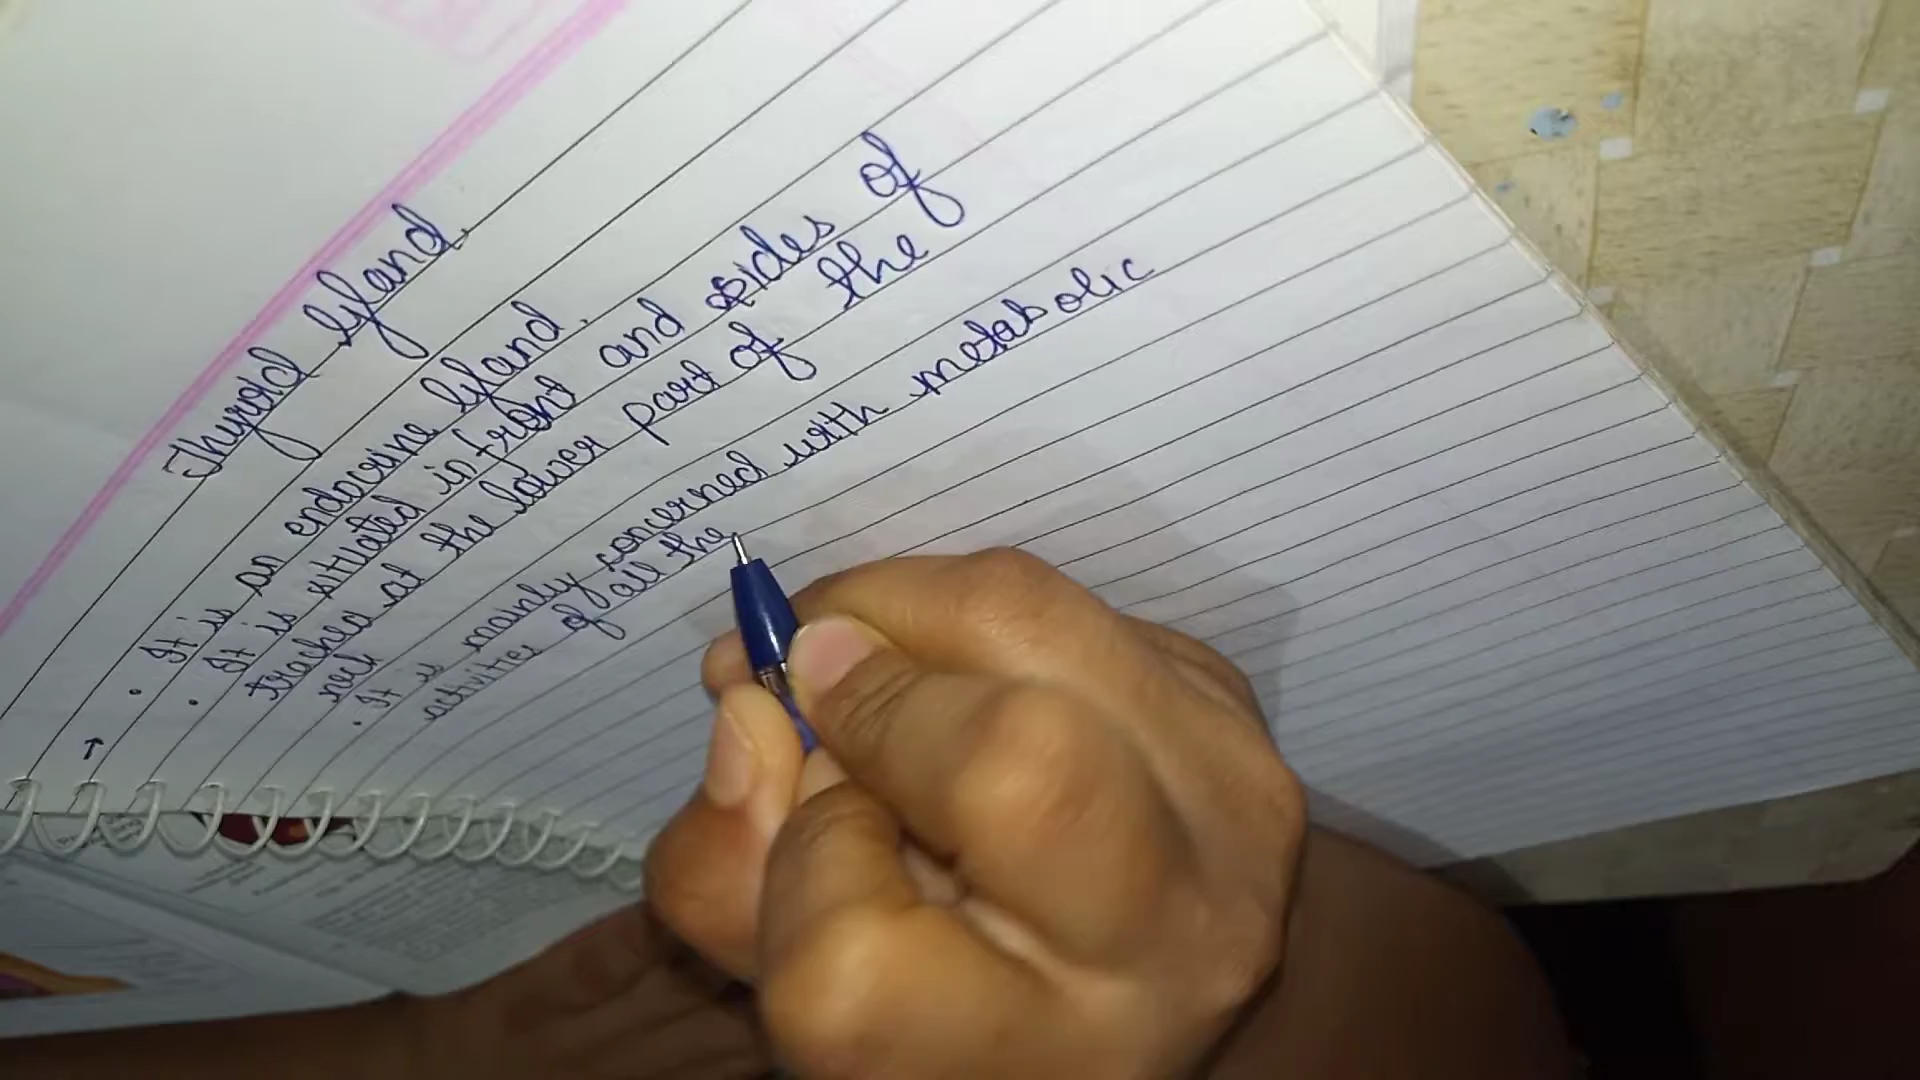 Thyroid Gland.
→
• It is an endocrine Gland.
• It is situated in front and sides of
trachea at the lower part of the
neck
• It is mainly concerned with metabolic
activities of all the